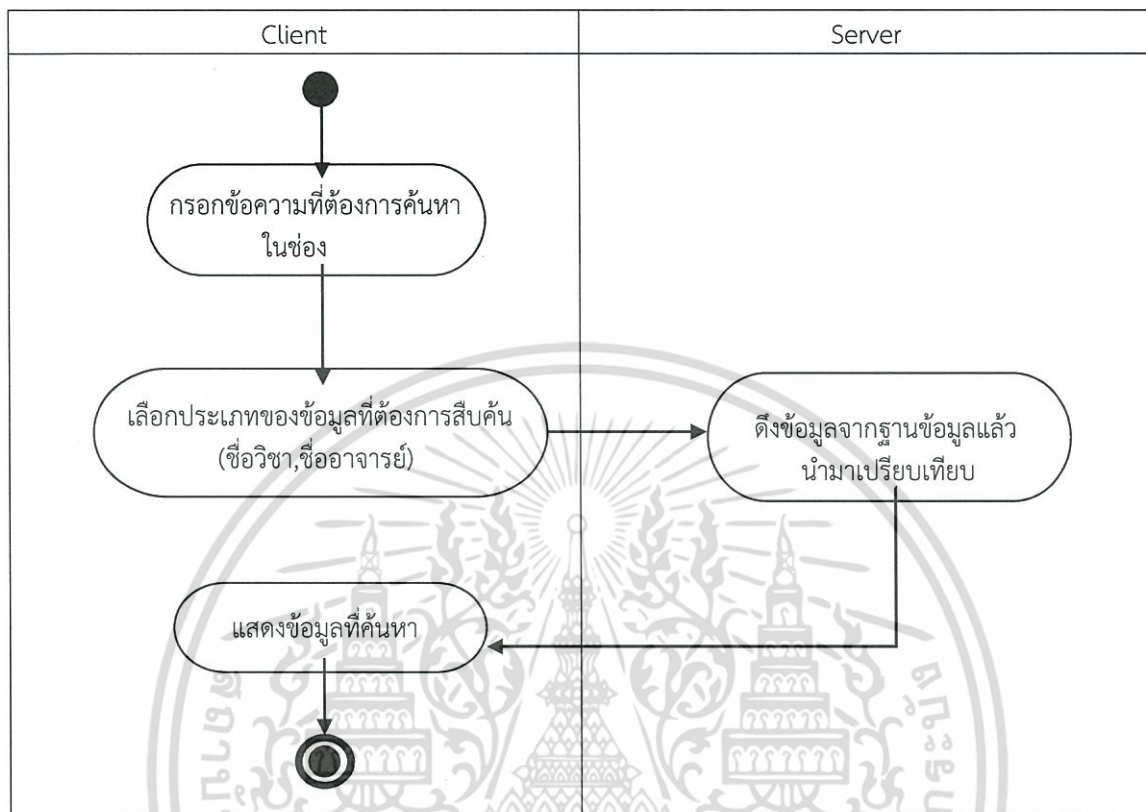 Client
Server
กรอกข้อความที่ต้องการค้นหา
ในช่อง
เลือกประเภทของข้อมูลที่ต้องการสืบค้น
(ชื่อวิชา,ชื่ออาจารย์)
ดึงข้อมูลจากฐานข้อมูลแล้ว
นำมาเปรียบเทียบ
แสดงข้อมูลที่ค้นหา